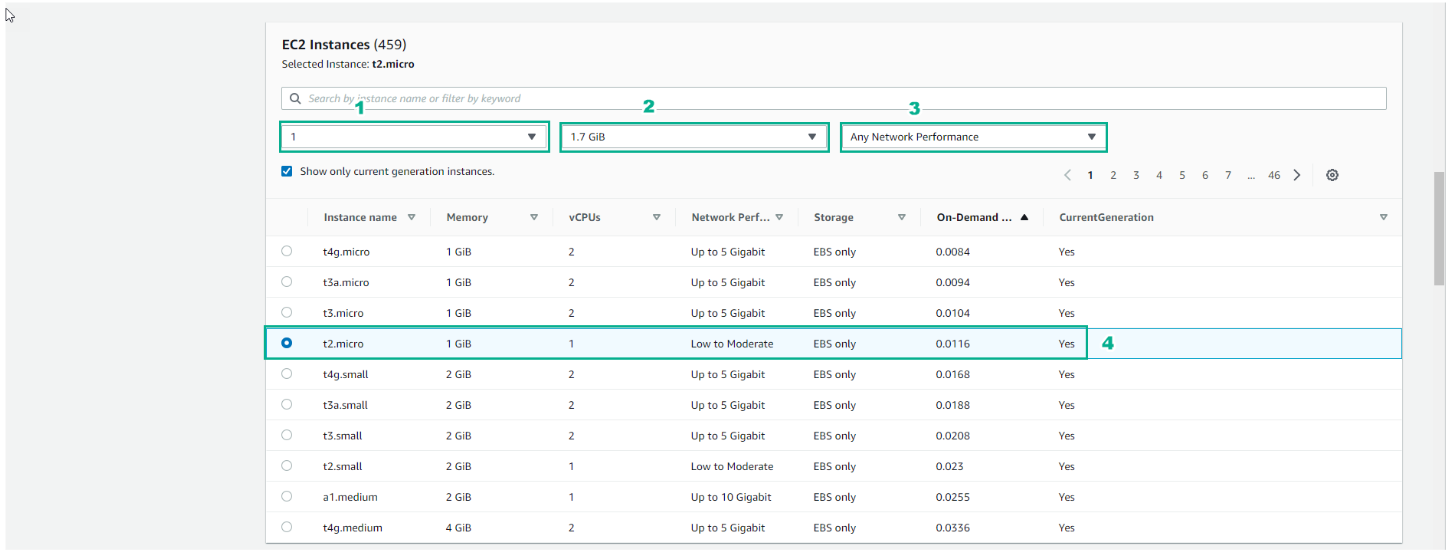 EC2 Instances (459)
Selected Instance: t2.micro
Search by instance name or filter by keyword
1 2 3
1 1.7 GiB Any Network Performance
Show only current generation instances.
1 2 3 4 5 6 7 ... 46
Instance name Memory vCPUs Network Perf... Storage On-Demand ... CurrentGeneration
t4g.micro 1 GiB 2 Up to 5 Gigabit EBS only 0.0084 Yes
t3a.micro 1 GiB 2 Up to 5 Gigabit EBS only 0.0094 Yes
t3.micro 1 GiB 2 Up to 5 Gigabit EBS only 0.0104 Yes
t2.micro 1 GiB 1 Low to Moderate EBS only 0.0116 Yes 4
t4g.small 2 GiB 2 Up to 5 Gigabit EBS only 0.0168 Yes
t3a.small 2 GiB 2 Up to 5 Gigabit EBS only 0.0188 Yes
t3.small 2 GiB 2 Up to 5 Gigabit EBS only 0.0208 Yes
t2.small 2 GiB 1 Low to Moderate EBS only 0.023 Yes
a1.medium 2 GiB 1 Up to 10 Gigabit EBS only 0.0255 Yes
t4g.medium 4 GiB 2 Up to 5 Gigabit EBS only 0.0336 Yes